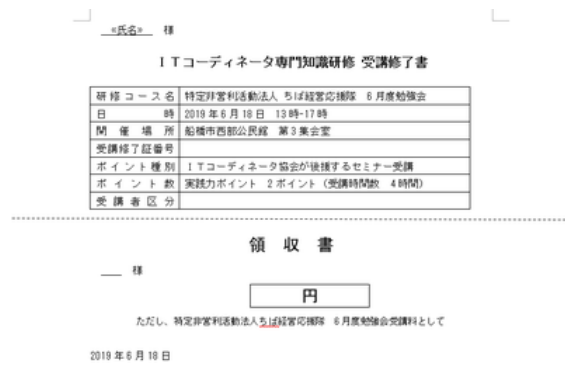 «氏名» 様
ITコーディネータ専門知識研修 受講修了書
研修コース名 特定非営利活動法人 ちば経営応援隊 6月度勉強会
日時 2019年6月18日 13時-17時
開催場所 船橋市西部公民館 第3集会室
受講修了証番号
ポイント種別 ITコーディネータ協会が後援するセミナー受講
ポイント数 実践力ポイント 2ポイント（受講時間数 4時間）
受講者区分
領収書
様
円
ただし、特定非営利活動法人ちば経営応援隊 6月度勉強会受講料として
2019年6月18日